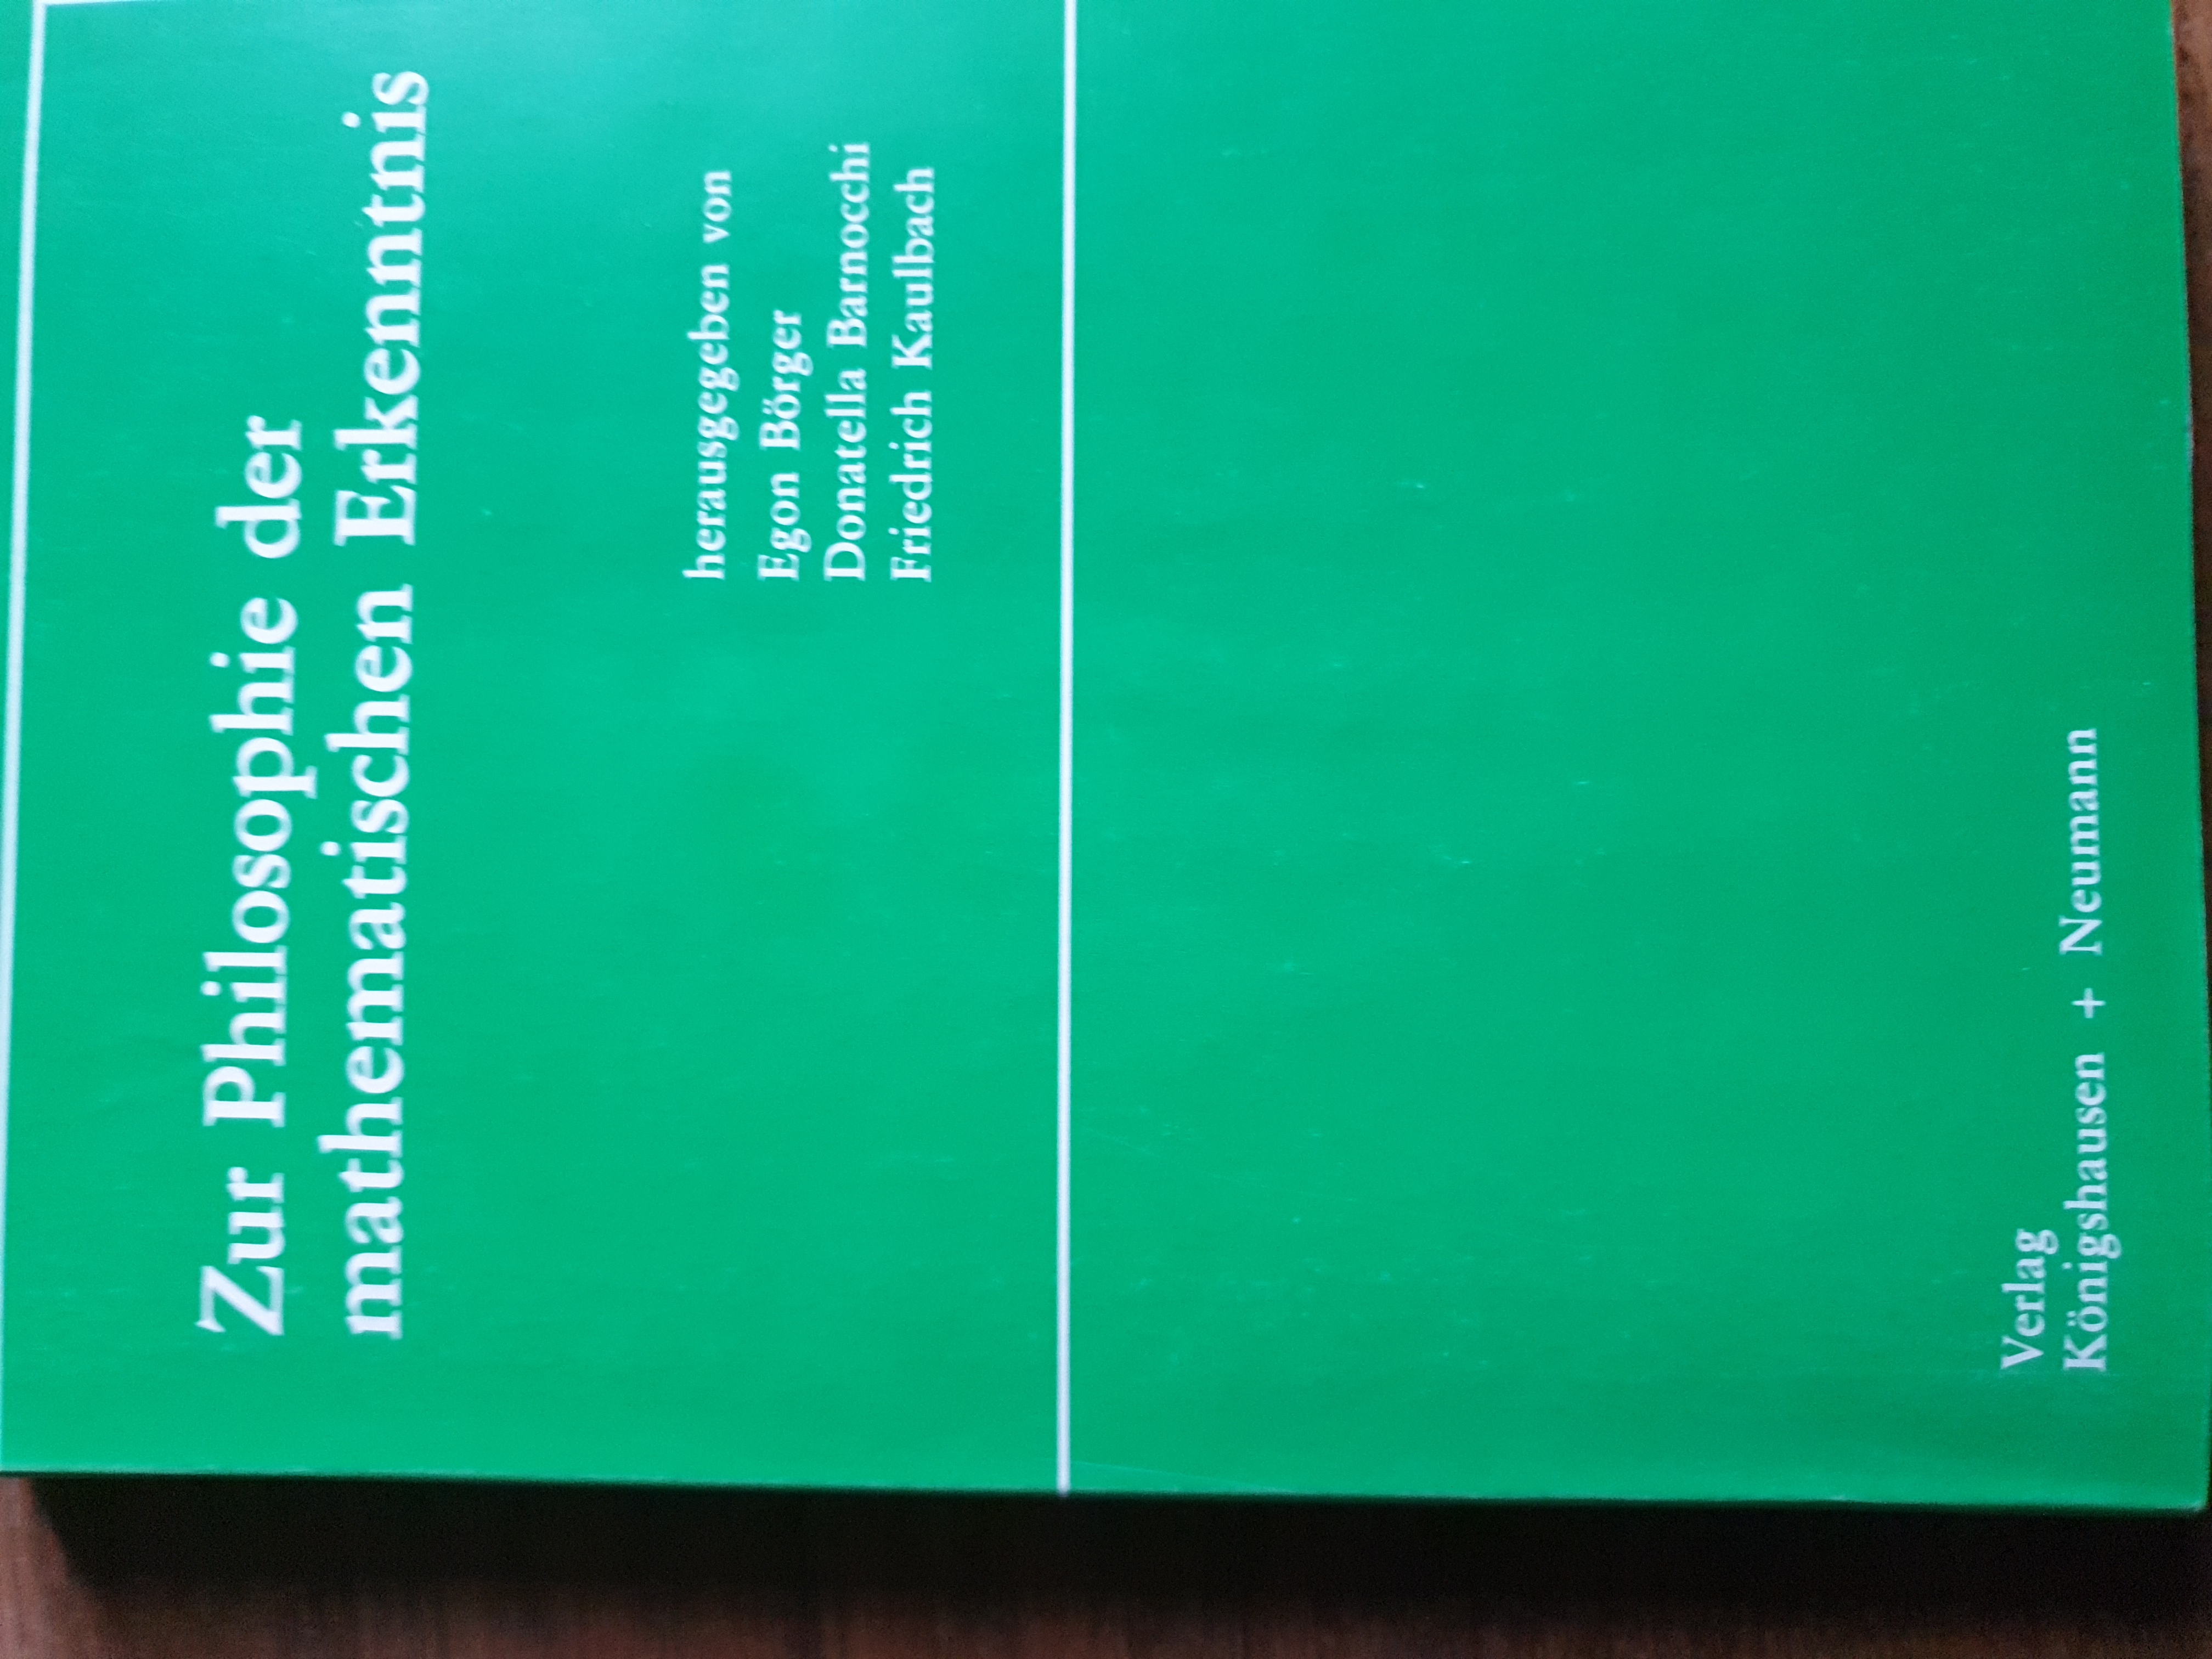 Zur Philosophie der
mathematischen Erkenntnis
herausgegeben von
Egon Börger
Donatella Barnocchi
Friedrich Kaulbach
Verlag
Königshausen + Neumann